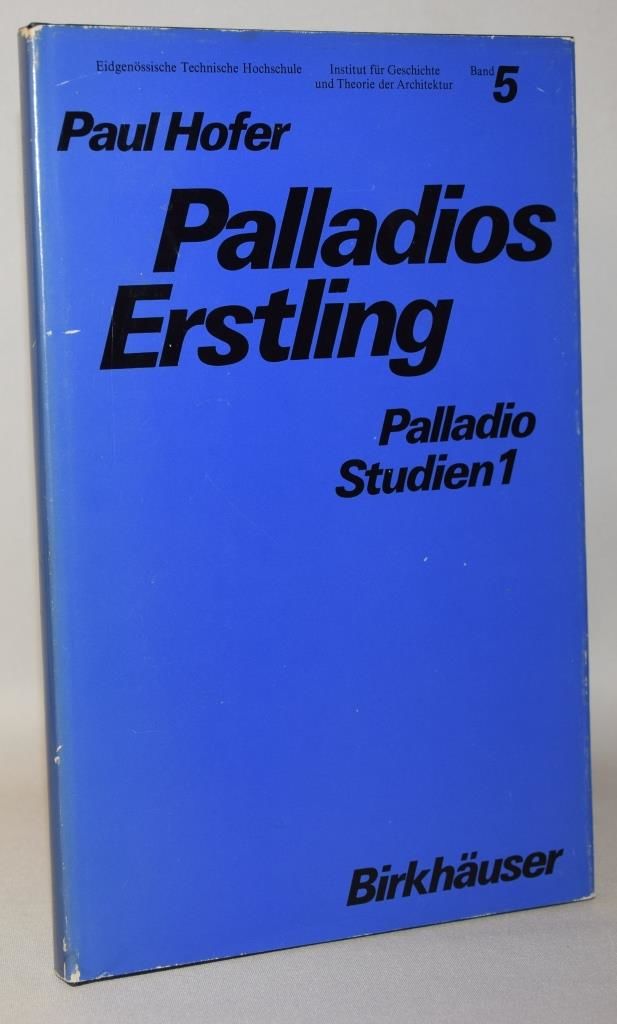 Eidgenössische Technische Hochschule
Institut für Geschichte
und Theorie der Architektur
Band 5
Paul Hofer
Palladios
Erstling
Palladio
Studien 1
Birkhäuser